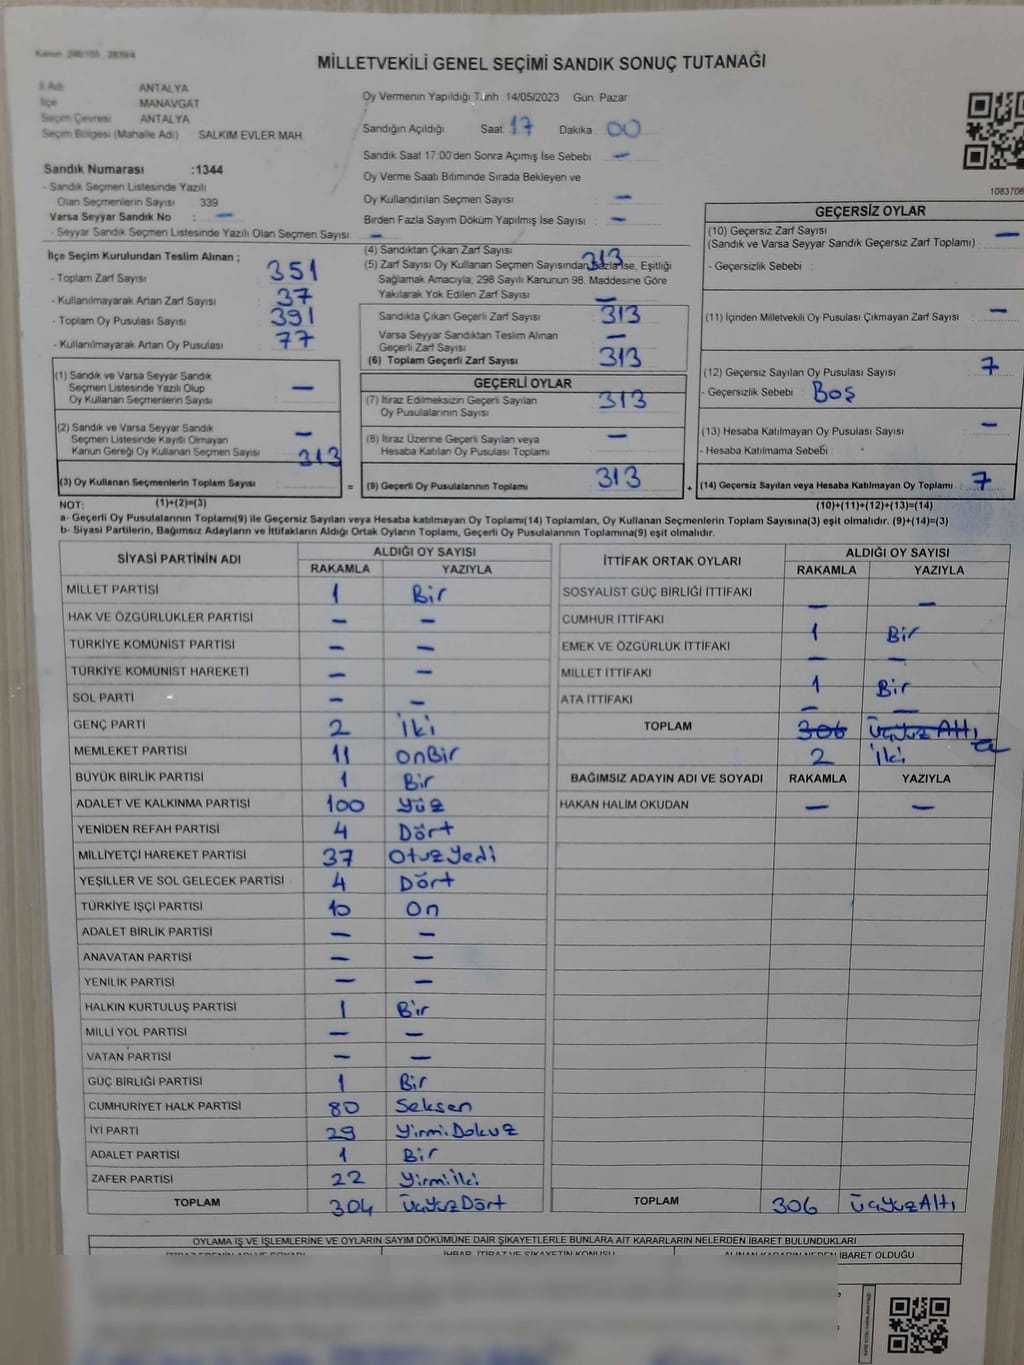 MİLLETVEKİLİ GENEL SEÇİMİ SANDIK SONUÇ TUTANAĞI
İl Adı ANTALYA
İlçe MANAVGAT
Seçim Çevresi ANTALYA
Seçim Bölgesi (Mahalle Adı) SALKIM EVLER MAH
Sandık Numarası :1344
- Sandık Seçmen Listesinde Yazılı
Olan Seçmenlerin Sayısı 339
Varsa Seyyar Sandık No : —
- Seyyar Sandık Seçmen Listesinde Yazılı Olan Seçmen Sayısı: —
Oy Vermenin Yapıldığı Tarih 14/05/2023 Gün Pazar
Sandığın Açıldığı Saat 17 Dakika 00
Sandık Saat 17.00'den Sonra Açımış İse Sebebi —
Oy Verme Saati Bitiminde Sırada Bekleyen ve
Oy Kullandırılan Seçmen Sayısı —
Birden Fazla Sayım Döküm Yapılmış İse Sayısı —
1083706
İlçe Seçim Kurulundan Teslim Alınan ;
- Toplam Zarf Sayısı 351
- Kullanılmayarak Artan Zarf Sayısı 37
- Toplam Oy Pusulası Sayısı 391
- Kullanılmayarak Artan Oy Pusulası 77
(1) Sandık ve Varsa Seyyar Sandık
Seçmen Listesinde Yazılı Olup
Oy Kullanan Seçmenlerin Sayısı —
(2) Sandık ve Varsa Seyyar Sandık
Seçmen Listesinde Kayıtlı Olmayan
Kanun Gereği Oy Kullanan Seçmen Sayısı —
(3) Oy Kullanan Seçmenlerin Toplam Sayısı 313
(4) Sandıktan Çıkan Zarf Sayısı 313
(5) Zarf Sayısı Oy Kullanan Seçmen Sayısından Fazla İse, Eşitliği
Sağlamak Amacıyla; 298 Sayılı Kanunun 98. Maddesine Göre
Yakılarak Yok Edilen Zarf Sayısı —
Sandıkta Çıkan Geçerli Zarf Sayısı 313
Varsa Seyyar Sandıktan Teslim Alınan
Geçerli Zarf Sayısı —
(6) Toplam Geçerli Zarf Sayısı 313
GEÇERLİ OYLAR
(7) İtiraz Edilmeksizin Geçerli Sayılan
Oy Pusulalarının Sayısı 313
(8) İtiraz Üzerine Geçerli Sayılan veya
Hesaba Katılan Oy Pusulası Toplamı —
= (9) Geçerli Oy Pusulalarının Toplamı 313
GEÇERSİZ OYLAR
(10) Geçersiz Zarf Sayısı —
(Sandık ve Varsa Seyyar Sandık Geçersiz Zarf Toplamı) :
- Geçersizlik Sebebi :
(11) İçinden Milletvekili Oy Pusulası Çıkmayan Zarf Sayısı : —
(12) Geçersiz Sayılan Oy Pusulası Sayısı 7
- Geçersizlik Sebebi : Boş
(13) Hesaba Katılmayan Oy Pusulası Sayısı —
- Hesaba Katılmama Sebebi :
+ (14) Geçersiz Sayılan veya Hesaba Katılmayan Oy Toplamı 7
NOT: (1)+(2)=(3) (10)+(11)+(12)+(13)=(14)
a- Geçerli Oy Pusulalarının Toplamı(9) ile Geçersiz Sayılan veya Hesaba katılmayan Oy Toplamı(14) Toplamları, Oy Kullanan Seçmenlerin Toplam Sayısına(3) eşit olmalıdır. (9)+(14)=(3)
b- Siyasi Partilerin, Bağımsız Adayların ve İttifakların Aldığı Oyların Toplamı, Geçerli Oy Pusulalarının Toplamına(9) eşit olmalıdır.
SİYASİ PARTİNİN ADI ALDIĞI OY SAYISI
RAKAMLA YAZIYLA
MİLLET PARTİSİ 1 Bir
HAK VE ÖZGÜRLÜKLER PARTİSİ — —
TÜRKİYE KOMÜNİST PARTİSİ — —
TÜRKİYE KOMÜNİST HAREKETİ — —
SOL PARTİ — —
GENÇ PARTİ 2 İki
MEMLEKET PARTİSİ 11 OnBir
BÜYÜK BİRLİK PARTİSİ 1 Bir
ADALET VE KALKINMA PARTİSİ 100 Yüz
YENİDEN REFAH PARTİSİ 4 Dört
MİLLİYETÇİ HAREKET PARTİSİ 37 OtuzYedi
YEŞİLLER VE SOL GELECEK PARTİSİ 4 Dört
TÜRKİYE İŞÇİ PARTİSİ 10 On
ADALET BİRLİK PARTİSİ — —
ANAVATAN PARTİSİ — —
YENİLİK PARTİSİ — —
HALKIN KURTULUŞ PARTİSİ 1 Bir
MİLLİ YOL PARTİSİ — —
VATAN PARTİSİ — —
GÜÇ BİRLİĞİ PARTİSİ 1 Bir
CUMHURİYET HALK PARTİSİ 80 Seksen
İYİ PARTİ 29 YirmiDokuz
ADALET PARTİSİ 1 Bir
ZAFER PARTİSİ 22 Yirmiİki
TOPLAM 304 ÜçYüzDört
İTTİFAK ORTAK OYLARI ALDIĞI OY SAYISI
RAKAMLA YAZIYLA
SOSYALİST GÜÇ BİRLİĞİ İTTİFAKI — —
CUMHUR İTTİFAKI 1 Bir
EMEK VE ÖZGÜRLÜK İTTİFAKI — —
MİLLET İTTİFAKI 1 Bir
ATA İTTİFAKI — —
TOPLAM 306 ÜçYüzAltı
2 İki
BAĞIMSIZ ADAYIN ADI VE SOYADI RAKAMLA YAZIYLA
HAKAN HALİM OKUDAN — —
TOPLAM 306 ÜçYüzAltı
OYLAMA İŞ VE İŞLEMLERİNE VE OYLARIN SAYIM DÖKÜMÜNE DAİR ŞİKAYETLERLE BUNLARA AİT KARARLARIN NELERDEN İBARET BULUNDUKLARI
İHBAR, İTİRAZ VE ŞİKAYETİN KONUSU ALINAN KARARIN NEDEN İBARET OLDUĞU